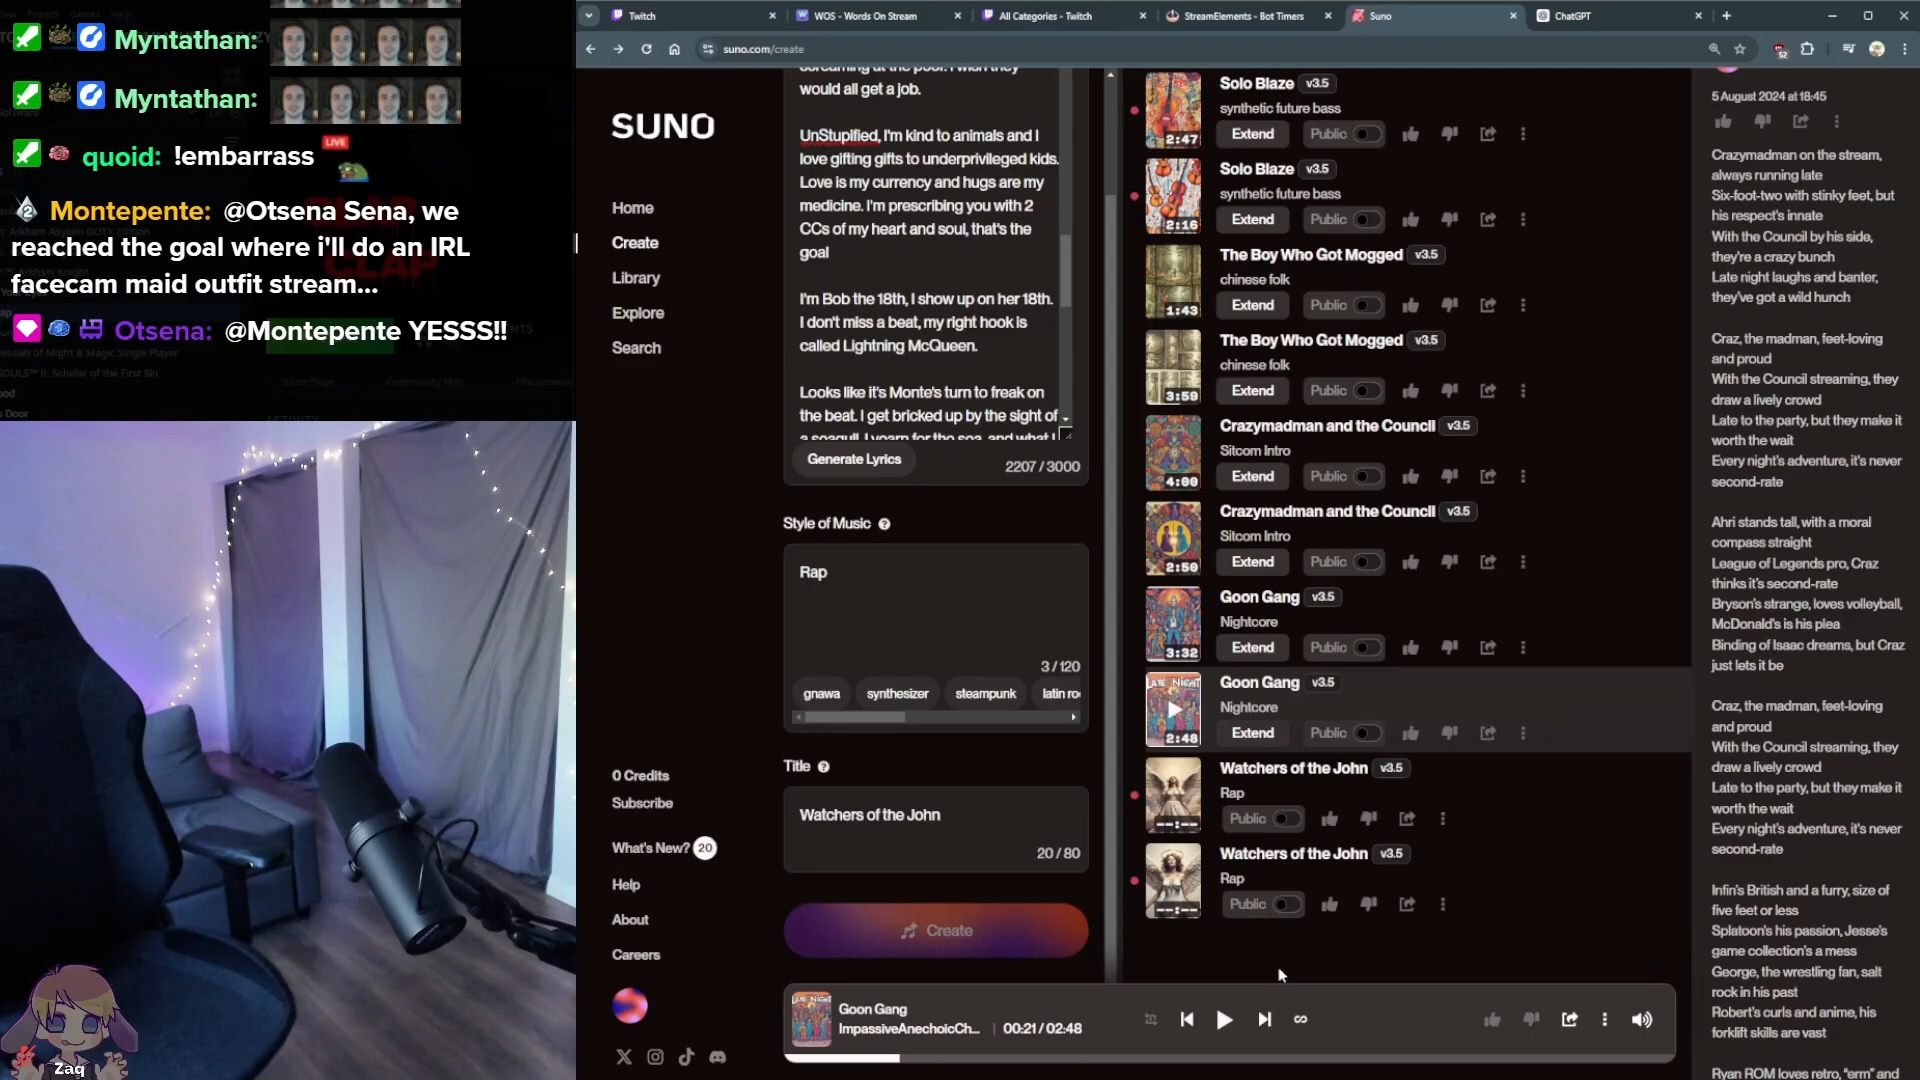 Myntathan:
Myntathan:
LIVE
quoid: !embarrass
Montepente: @Otsena Sena, we
reached the goal where i'll do an IRL
facecam maid outfit stream...
Otsena: @Montepente YESSS!!
Zaq
Twitch
WOS - Words On Stream
All Categories - Twitch
StreamElements - Bot Timers
Suno
ChatGPT
suno.com/create
52
SUNO
Home
Create
Library
Explore
Search
0 Credits
Subscribe
What's New? 20
Help
About
Careers
would all get a job.
UnStupified, I'm kind to animals and I
love gifting gifts to underprivileged kids.
Love is my currency and hugs are my
medicine. I'm prescribing you with 2
CCs of my heart and soul, that's the
goal
I'm Bob the 18th, I show up on her 18th.
I don't miss a beat, my right hook is
called Lightning McQueen.
Looks like it's Monte's turn to freak on
the beat. I get bricked up by the sight of
Generate Lyrics
2207 / 3000
Style of Music
Rap
3 / 120
gnawa synthesizer steampunk latin ro
Title
Watchers of the John
20 / 80
Create
Solo Blaze v3.5
synthetic future bass
2:47 Extend Public
Solo Blaze v3.5
synthetic future bass
2:16 Extend Public
The Boy Who Got Mogged v3.5
chinese folk
1:43 Extend Public
The Boy Who Got Mogged v3.5
chinese folk
3:59 Extend Public
Crazymadman and the Council v3.5
Sitcom Intro
4:00 Extend Public
Crazymadman and the Council v3.5
Sitcom Intro
2:59 Extend Public
Goon Gang v3.5
Nightcore
3:32 Extend Public
Goon Gang v3.5
LATE NIGHT
Nightcore
2:48 Extend Public
Watchers of the John v3.5
Rap
--:-- Public
Watchers of the John v3.5
Rap
--:-- Public
Goon Gang
ImpassiveAnechoicCh... 00:21 / 02:48
5 August 2024 at 18:45
Crazymadman on the stream,
always running late
Six-foot-two with stinky feet, but
his respect's innate
With the Council by his side,
they're a crazy bunch
Late night laughs and banter,
they've got a wild hunch
Craz, the madman, feet-loving
and proud
With the Council streaming, they
draw a lively crowd
Late to the party, but they make it
worth the wait
Every night's adventure, it's never
second-rate
Ahri stands tall, with a moral
compass straight
League of Legends pro, Craz
thinks it's second-rate
Bryson's strange, loves volleyball,
McDonald's is his plea
Binding of Isaac dreams, but Craz
just lets it be
Craz, the madman, feet-loving
and proud
With the Council streaming, they
draw a lively crowd
Late to the party, but they make it
worth the wait
Every night's adventure, it's never
second-rate
Infin's British and a furry, size of
five feet or less
Splatoon's his passion, Jesse's
game collection's a mess
George, the wrestling fan, salt
rock in his past
Robert's curls and anime, his
forklift skills are vast
Ryan ROM loves retro, "erm" and